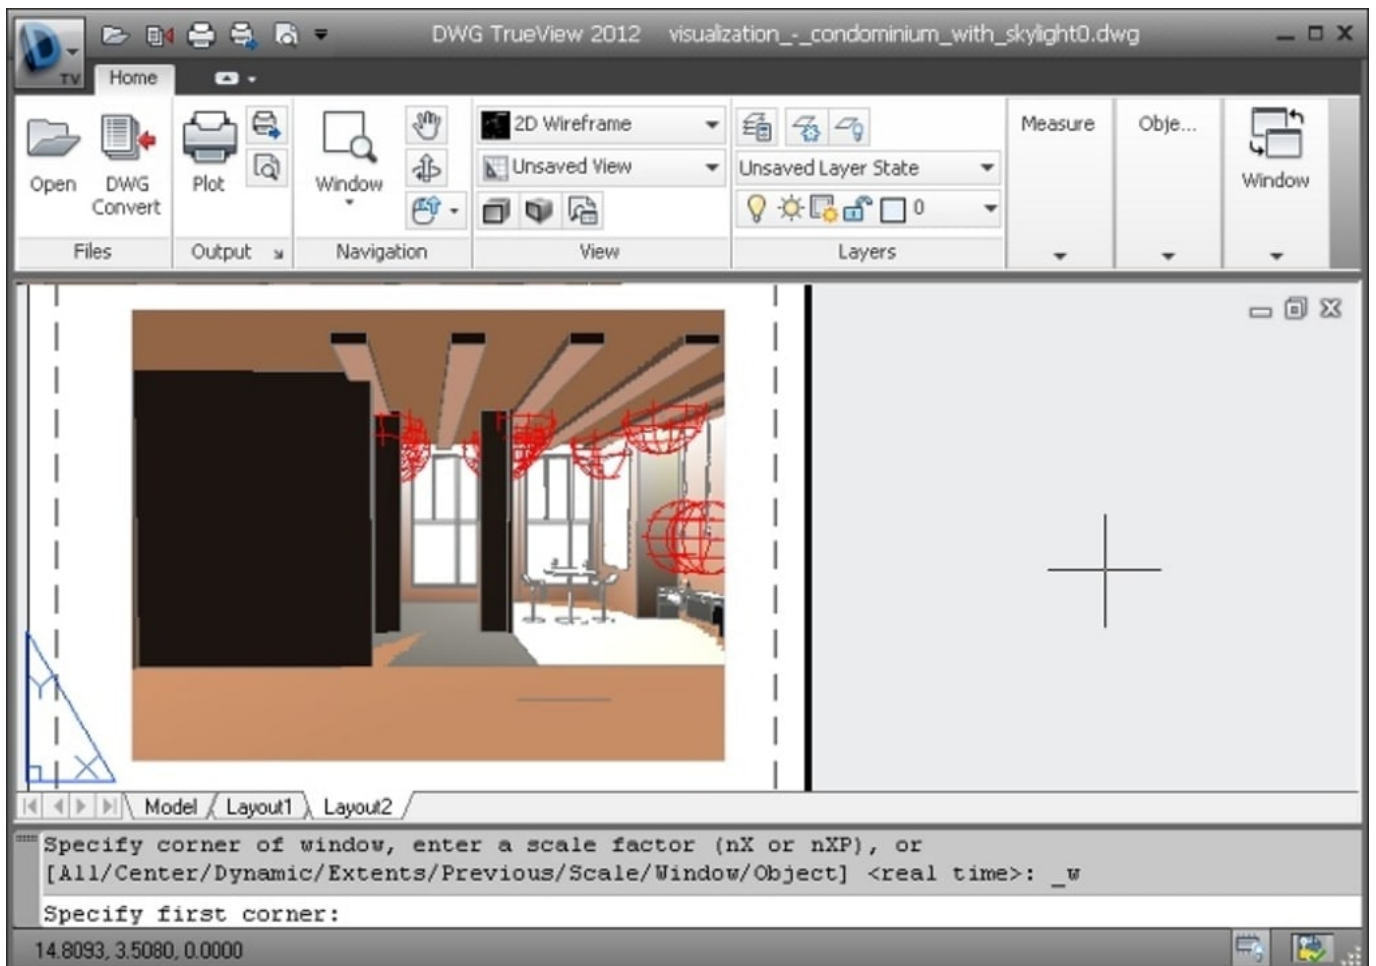 DWG TrueView 2012 visualization_-_condominium_with_skylight0.dwg
TV
Home
Open
DWG
Convert
Files
Plot
Output
Window
Navigation
2D Wireframe
Unsaved View
View
Unsaved Layer State
0
Layers
Measure
Obje...
Window
Y
X
Model
Layout1
Layout2
Specify corner of window, enter a scale factor (nX or nXP), or
[All/Center/Dynamic/Extents/Previous/Scale/Window/Object] <real time>: _w
Specify first corner:
14.8093, 3.5080, 0.0000